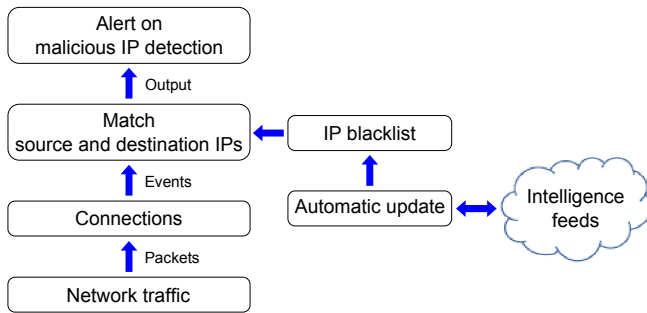 Alert on
malicious IP detection
Output
Match
source and destination IPs
IP blacklist
Events
Connections
Automatic update
Intelligence
feeds
Packets
Network traffic